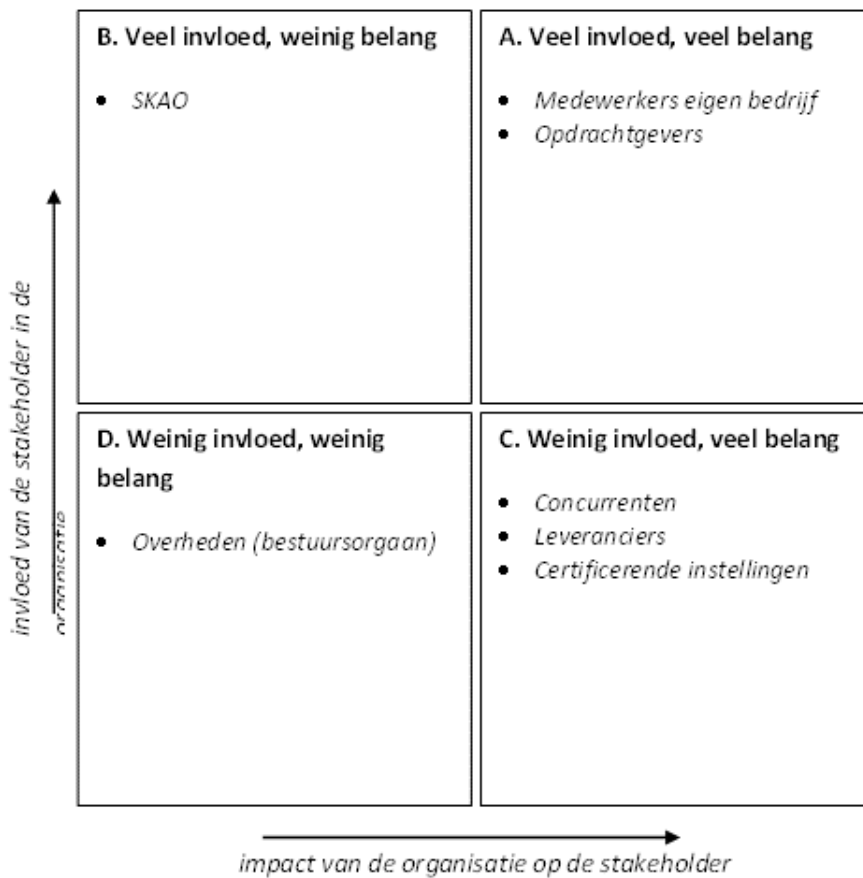 B. Veel invloed, weinig belang
• SKAO
A. Veel invloed, veel belang
• Medewerkers eigen bedrijf
• Opdrachtgevers
D. Weinig invloed, weinig
belang
• Overheden (bestuursorgaan)
C. Weinig invloed, veel belang
• Concurrenten
• Leveranciers
• Certificerende instellingen
invloed van de stakeholder in de
organisatie
impact van de organisatie op de stakeholder